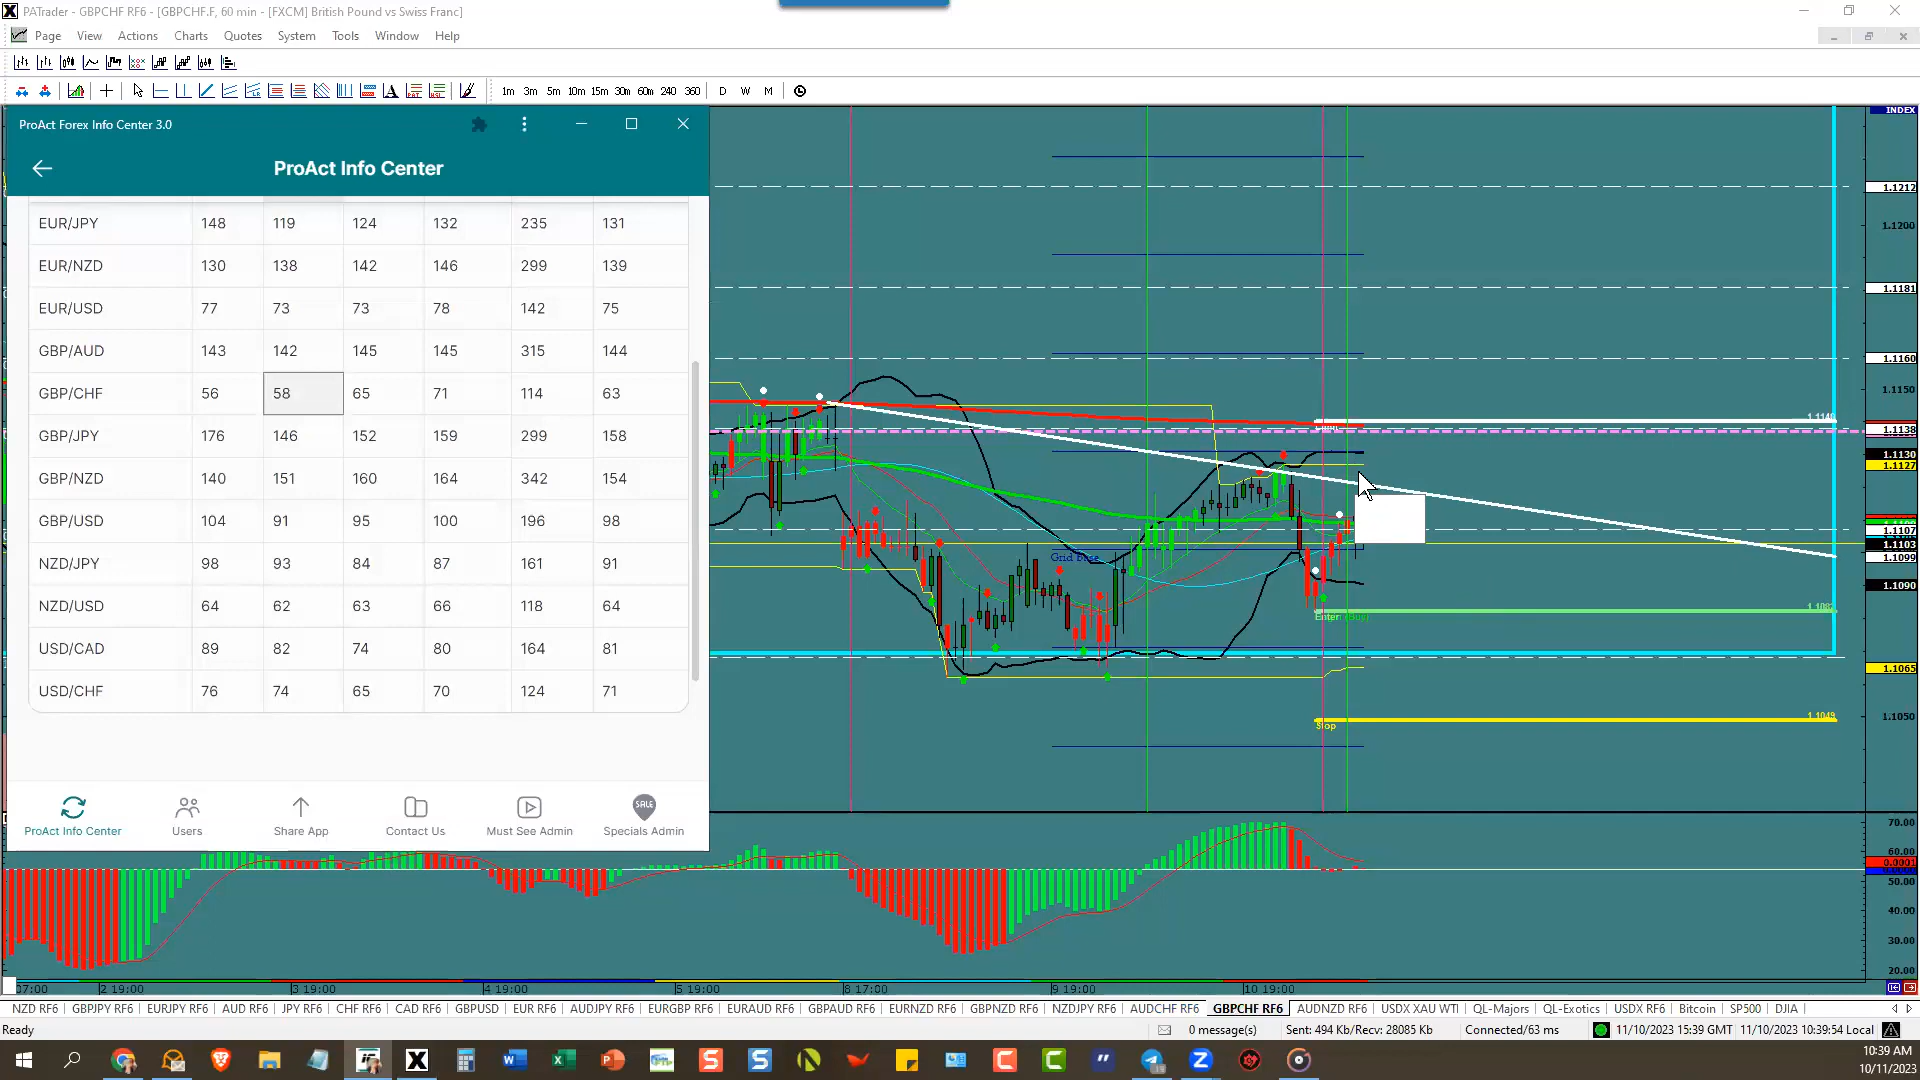 PATrader - GBPCHF RF6 - [GBPCHF.F, 60 min - [FXCM] British Pound vs Swiss Franc]
Page View Actions Charts Quotes System Tools Window Help
1m 3m 5m 10m 15m 30m 60m 240 360 D W M
ProAct Forex Info Center 3.0
ProAct Info Center
EUR/JPY 148 119 124 132 235 131
EUR/NZD 130 138 142 146 299 139
EUR/USD 77 73 73 78 142 75
GBP/AUD 143 142 145 145 315 144
GBP/CHF 56 58 65 71 114 63
GBP/JPY 176 146 152 159 299 158
GBP/NZD 140 151 160 164 342 154
GBP/USD 104 91 95 100 196 98
NZD/JPY 98 93 84 87 161 91
NZD/USD 64 62 63 66 118 64
USD/CAD 89 82 74 80 164 81
USD/CHF 76 74 65 70 124 71
ProAct Info Center
Users
Share App
Contact Us
Must See Admin
SALE
Specials Admin
INDEX
1.1212
1.1200
1.1181
1.1160
1.1150
1.1140
1.1138
1.1130
1.1127
1.1107
1.1103
1.1099
1.1090
1.1065
1.1050
1.1049
Grid Base
Enter (Buy)
Stop
70.00
60.00
0.0001
50.00
40.00
30.00
20.00
07:00 2 19:00 3 19:00 4 19:00 5 19:00 8 17:00 9 19:00 10 19:00
NZD RF6 GBPJPY RF6 EURJPY RF6 AUD RF6 JPY RF6 CHF RF6 CAD RF6 GBPUSD EUR RF6 AUDJPY RF6 EURGBP RF6 EURAUD RF6 GBPAUD RF6 EURNZD RF6 GBPNZD RF6 NZDJPY RF6 AUDCHF RF6 GBPCHF RF6 AUDNZD RF6 USDX XAU WTI QL-Majors QL-Exotics USDX RF6 Bitcoin SP500 DJIA
Ready 0 message(s) Sent: 494 Kb/Recv: 28085 Kb Connected/63 ms 11/10/2023 15:39 GMT 11/10/2023 10:39:54 Local
10:39 AM
10/11/2023